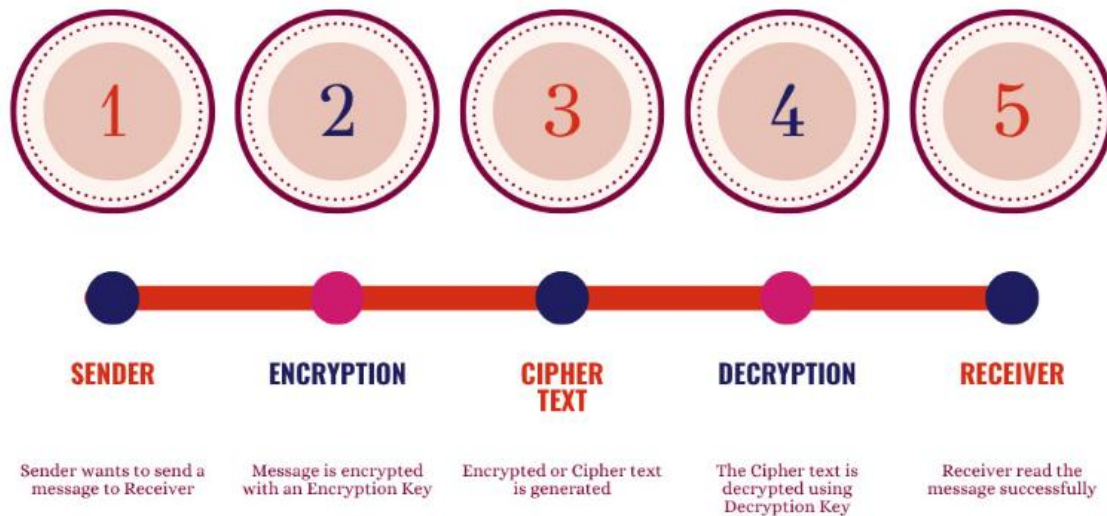 1
2
3
4
5
SENDER
ENCRYPTION
CIPHER
TEXT
DECRYPTION
RECEIVER
Sender wants to send a
message to Receiver
Message is encrypted
with an Encryption Key
Encrypted or Cipher text
is generated
The Cipher text is
decrypted using
Decryption Key
Receiver read the
message successfully